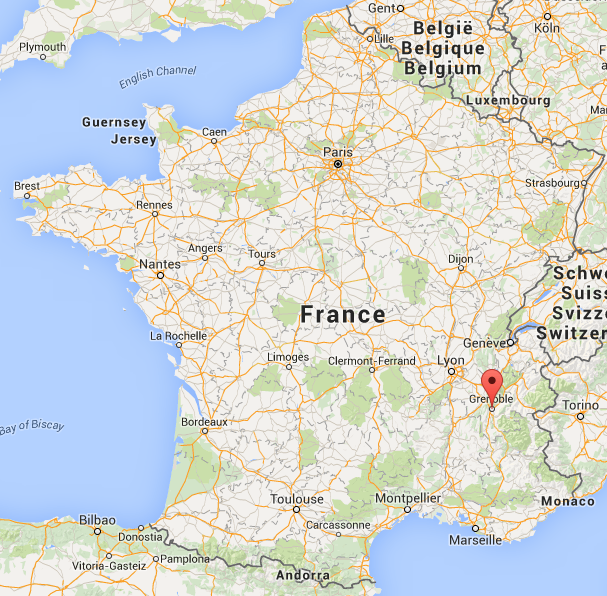 Gent
Köln
België
Belgique
Belgium
Plymouth
Lille
English Channel
Luxembourg
Guernsey
Jersey
Caen
Paris
Brest
Strasbourg
Rennes
Angers
Tours
Dijon
Nantes
Schwe
Suiss
Svizze
Switzer
France
La Rochelle
Genève
Limoges
Clermont-Ferrand
Lyon
Grenoble
Torino
Bay of Biscay
Bordeaux
Toulouse
Montpellier
Monaco
Bilbao
Donostia
Carcassonne
Marseille
Vitoria-Gasteiz
Pamplona
Andorra